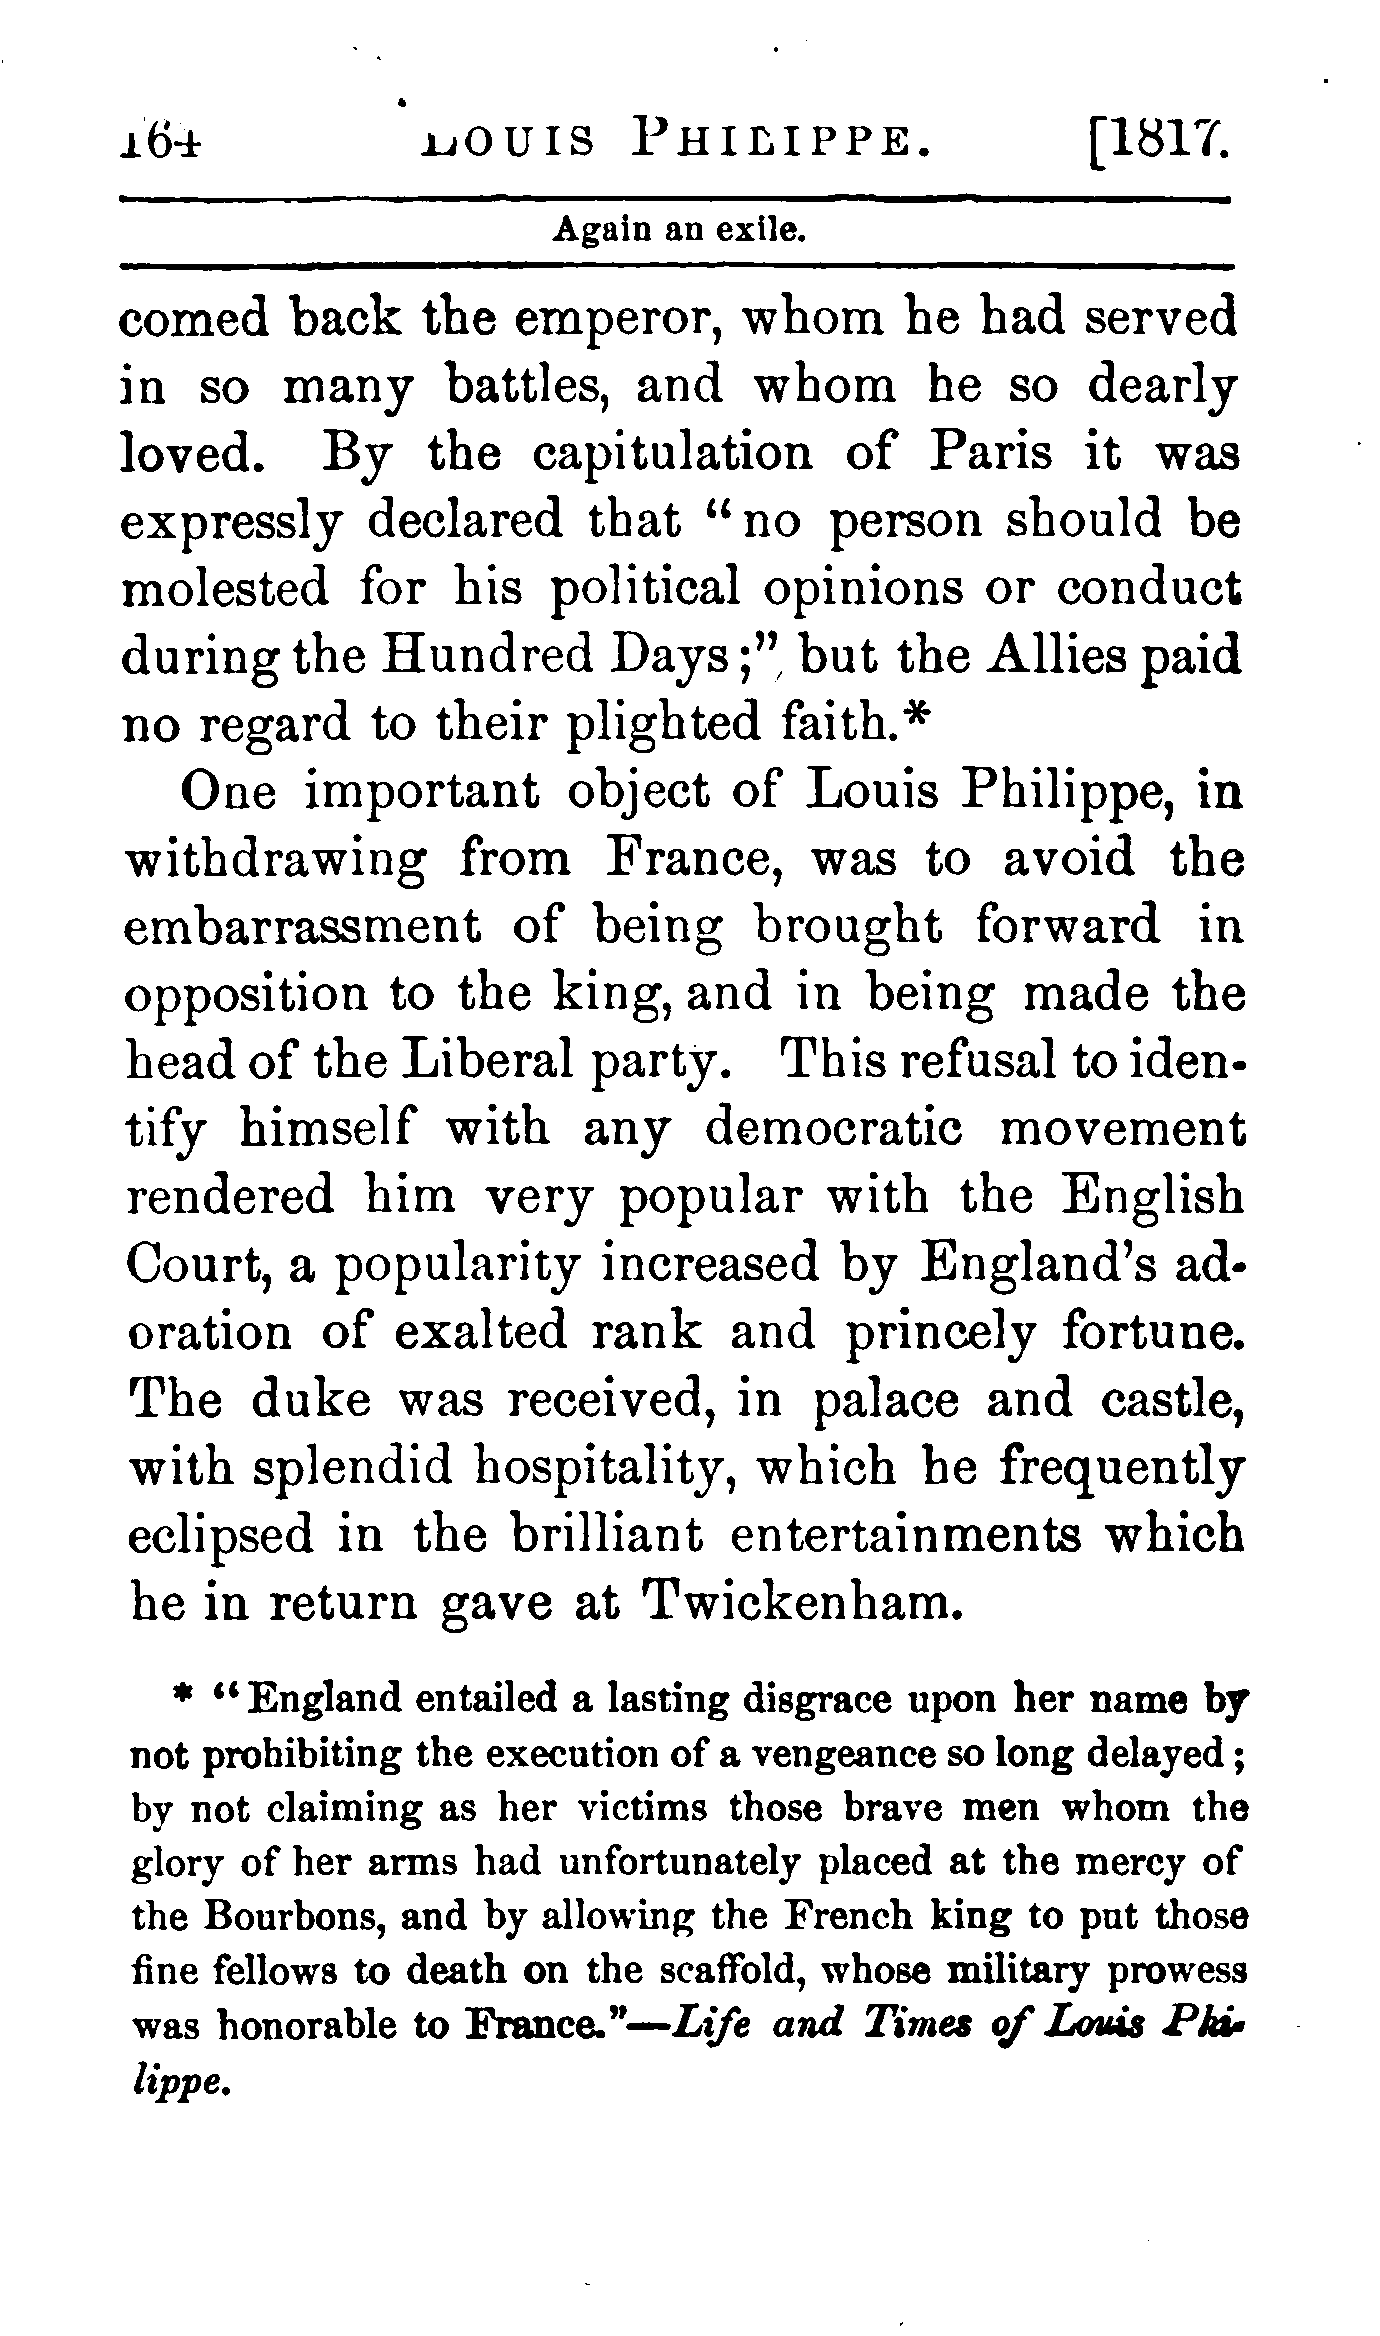 164 LOUIS PHILIPPE. [1817.
Again an exile.
comed back the emperor, whom he had served
in so many battles, and whom he so dearly
loved. By the capitulation of Paris it was
expressly declared that “no person should be
molested for his political opinions or conduct
during the Hundred Days;” but the Allies paid
no regard to their plighted faith.*
One important object of Louis Philippe, in
withdrawing from France, was to avoid the
embarrassment of being brought forward in
opposition to the king, and in being made the
head of the Liberal party. This refusal to iden-
tify himself with any democratic movement
rendered him very popular with the English
Court, a popularity increased by England’s ad-
oration of exalted rank and princely fortune.
The duke was received, in palace and castle,
with splendid hospitality, which he frequently
eclipsed in the brilliant entertainments which
he in return gave at Twickenham.
* “England entailed a lasting disgrace upon her name by
not prohibiting the execution of a vengeance so long delayed;
by not claiming as her victims those brave men whom the
glory of her arms had unfortunately placed at the mercy of
the Bourbons, and by allowing the French king to put those
fine fellows to death on the scaffold, whose military prowess
was honorable to France.”—Life and Times of Louis Phi-
lippe.